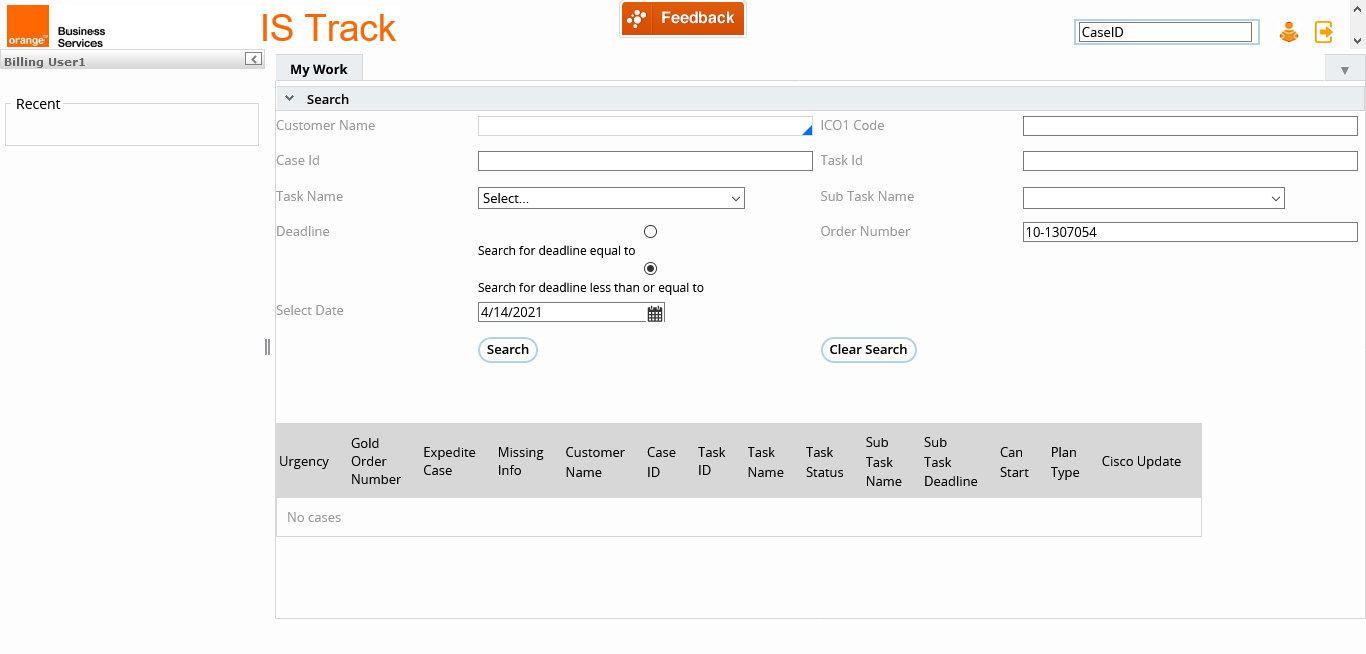 orange™
Business
Services
IS Track
Feedback
CaseID
Billing User1
Recent
My Work
Search
Customer Name
ICO1 Code
Case Id
Task Id
Task Name
Select...
Sub Task Name
Deadline
Search for deadline equal to
Search for deadline less than or equal to
Order Number
10-1307054
Select Date
4/14/2021
Search
Clear Search
Urgency
Gold
Order
Number
Expedite
Case
Missing
Info
Customer
Name
Case
ID
Task
ID
Task
Name
Task
Status
Sub
Task
Name
Sub
Task
Deadline
Can
Start
Plan
Type
Cisco Update
No cases